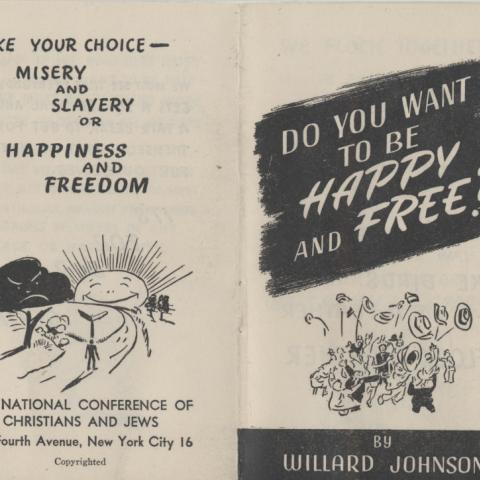 KE YOUR CHOICE—
MISERY
AND
SLAVERY
OR
HAPPINESS
AND
FREEDOM
NATIONAL CONFERENCE OF
CHRISTIANS AND JEWS
Fourth Avenue, New York City 16
Copyrighted
DO YOU WANT
TO BE
HAPPY
AND FREE?
BY
WILLARD JOHNSON